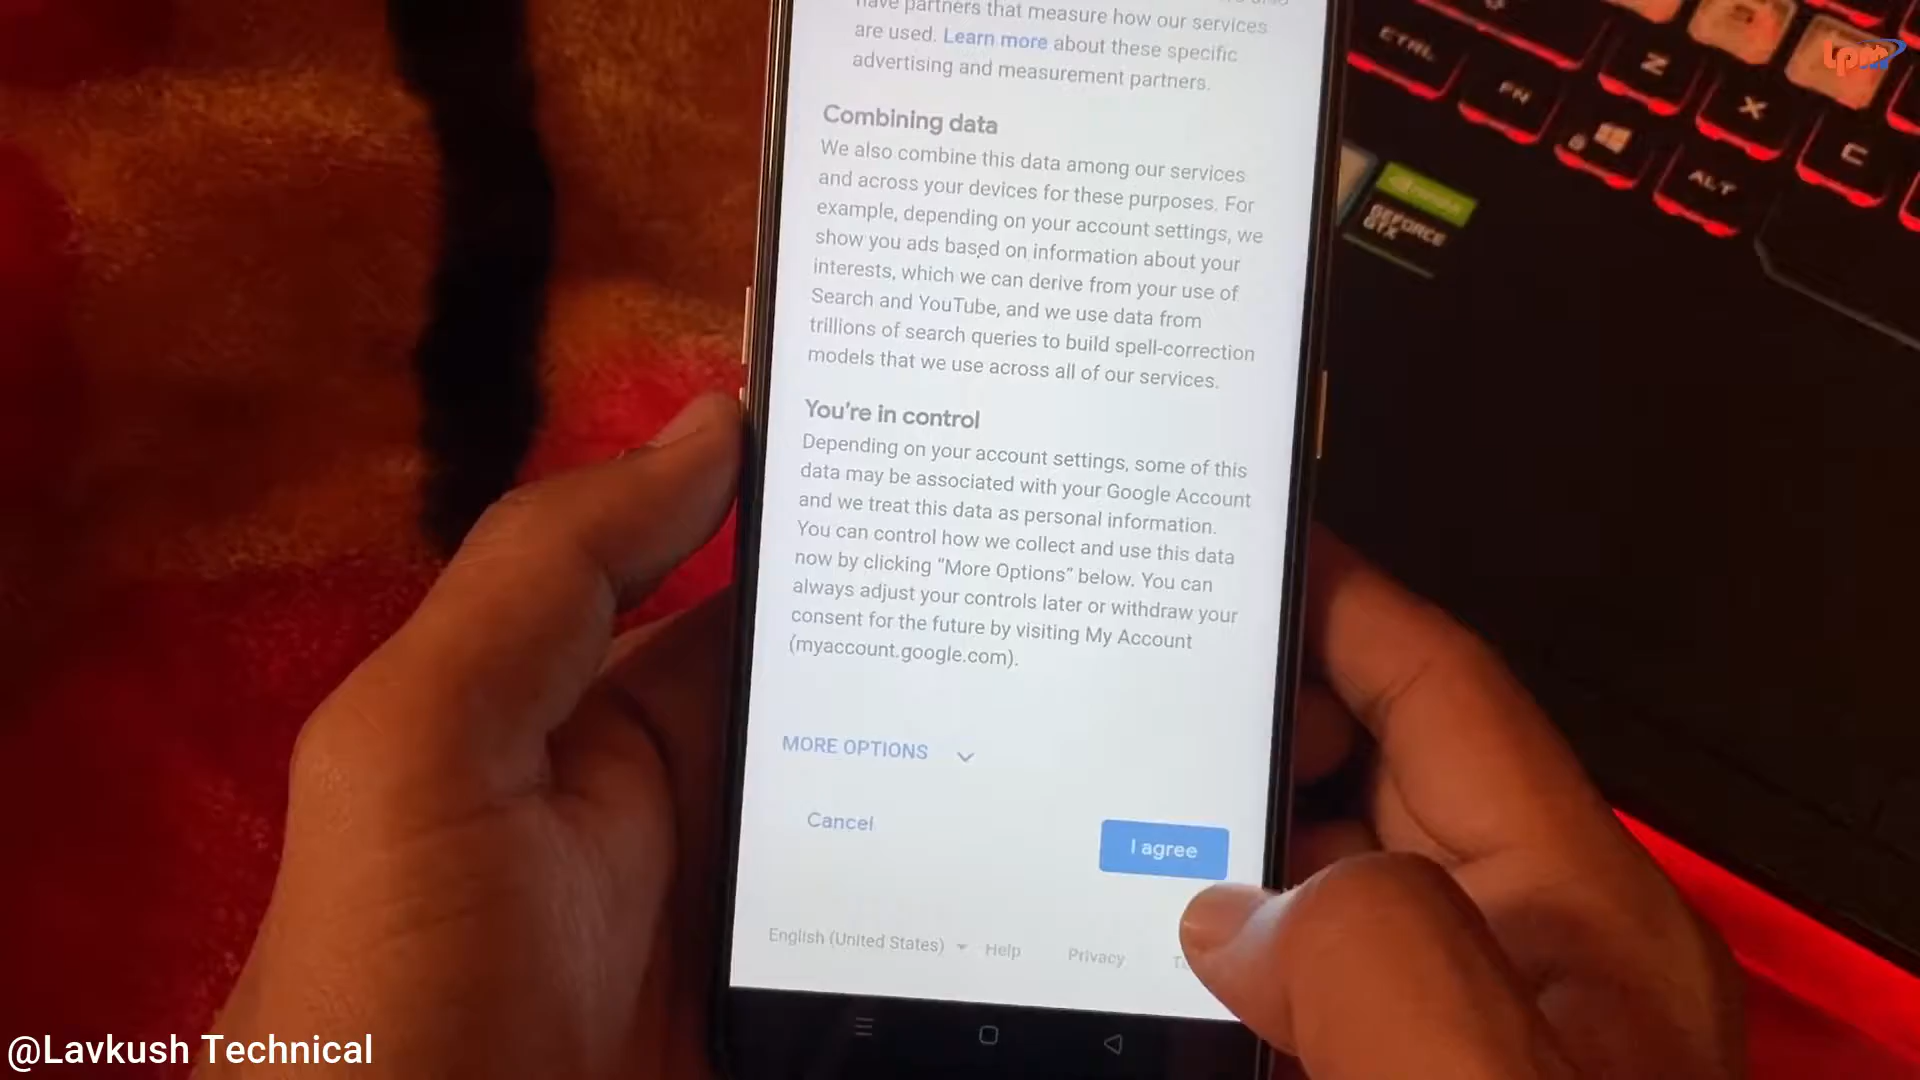 have partners that measure how our services
are used. Learn more about these specific
advertising and measurement partners.
Combining data
We also combine this data among our services
and across your devices for these purposes. For
example, depending on your account settings, we
show you ads based on information about your
interests, which we can derive from your use of
Search and YouTube, and we use data from
trillions of search queries to build spell-correction
models that we use across all of our services.
You're in control
Depending on your account settings, some of this
data may be associated with your Google Account
and we treat this data as personal information.
You can control how we collect and use this data
now by clicking "More Options" below. You can
always adjust your controls later or withdraw your
consent for the future by visiting My Account
(myaccount.google.com).
MORE OPTIONS
Cancel
I agree
English (United States)
Help
Privacy
CTRL
FN
Z
X
C
ALT
GEFORCE
GTX
lpm
@Lavkush Technical